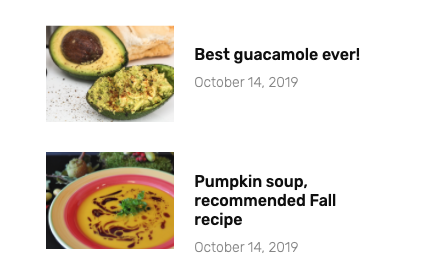 Best guacamole ever!
October 14, 2019
Pumpkin soup,
recommended Fall
recipe
October 14, 2019